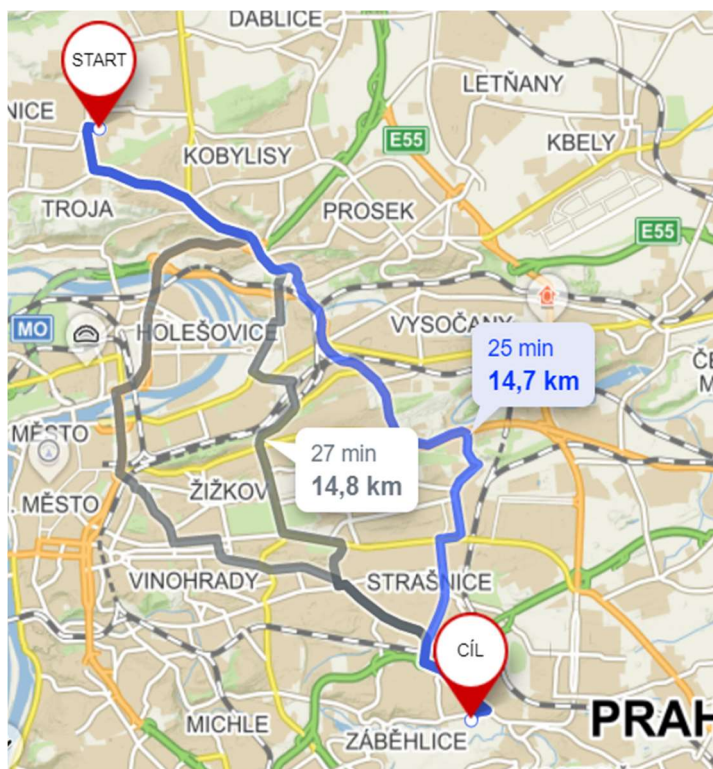 ĎÁBLICE
START
LETŇANY
NICE
E55
KBELY
KOBYLISY
TROJA
PROSEK
E55
MO
HOLEŠOVICE
VYSOČANY
25 min
14,7 km
MĚSTO
27 min
14,8 km
ŽIŽKOV
. MĚSTO
VINOHRADY
STRAŠNICE
CÍL
MICHLE
ZÁBĚHLICE
PRAH